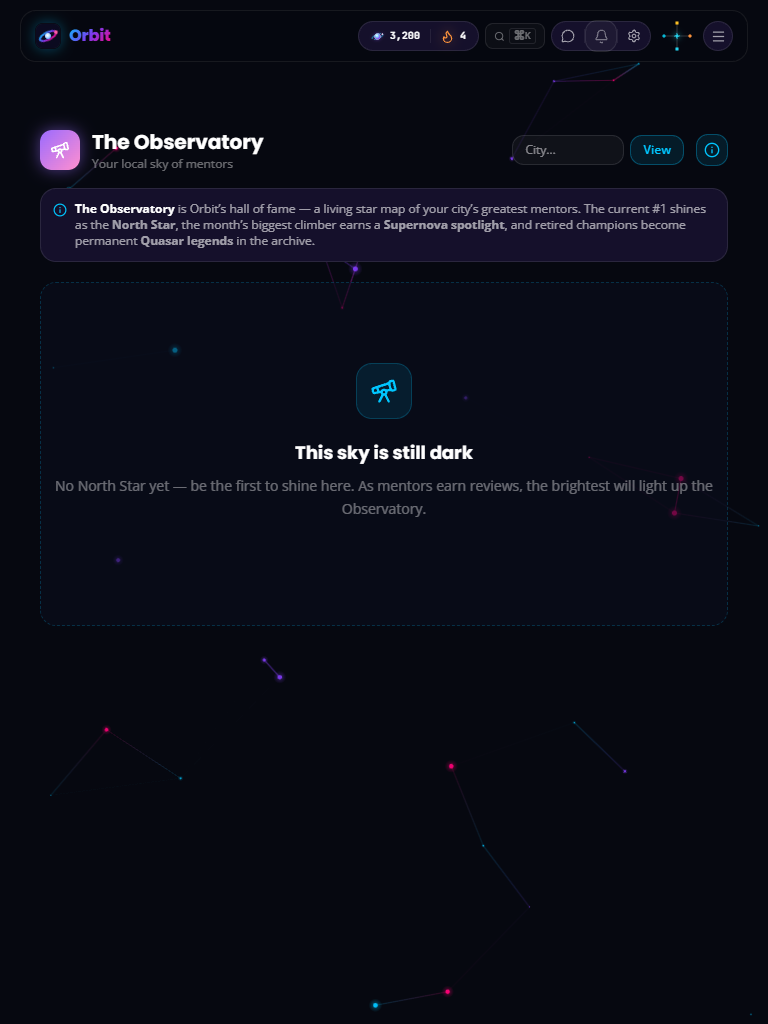 Orbit
3,200
4
⌘K
The Observatory
Your local sky of mentors
City...
View
The Observatory is Orbit's hall of fame — a living star map of your city's greatest mentors. The current #1 shines
as the North Star, the month's biggest climber earns a Supernova spotlight, and retired champions become
permanent Quasar legends in the archive.
This sky is still dark
No North Star yet — be the first to shine here. As mentors earn reviews, the brightest will light up the
Observatory.